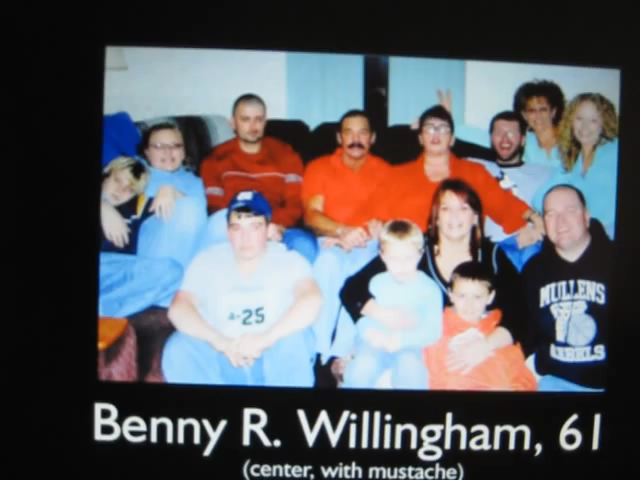 25
MULLENS
REBELS
Benny R. Willingham, 61
(center, with mustache)